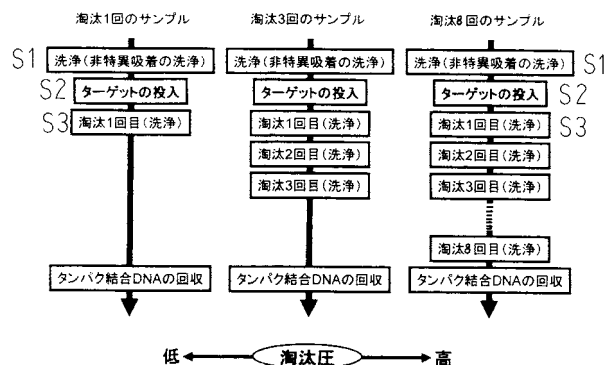 淘汰1回のサンプル
淘汰3回のサンプル
淘汰8回のサンプル
S1 洗浄(非特異吸着の洗浄)
洗浄(非特異吸着の洗浄)
洗浄(非特異吸着の洗浄) S1
S2 ターゲットの投入
ターゲットの投入
ターゲットの投入 S2
S3 淘汰1回目(洗浄)
淘汰1回目(洗浄)
淘汰1回目(洗浄) S3
淘汰2回目(洗浄)
淘汰2回目(洗浄)
淘汰3回目(洗浄)
淘汰3回目(洗浄)
淘汰8回目(洗浄)
タンパク結合DNAの回収
タンパク結合DNAの回収
タンパク結合DNAの回収
低 淘汰圧 高